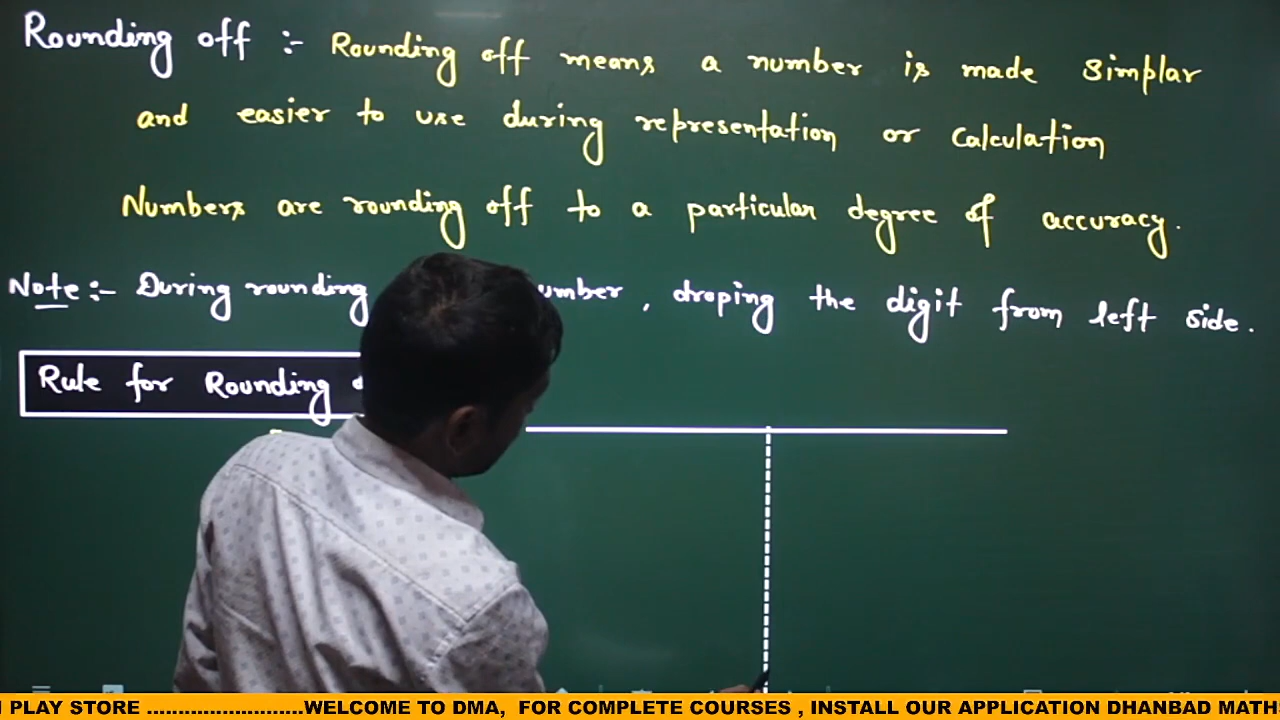 Rounding off :- Rounding off means a number is made Simplar
and easier to use during representation or Calculation
Numbers are rounding off to a particular degree of accuracy.
Note :- During rounding umber, droping the digit from left side.
Rule for Rounding
N PLAY STORE ........................WELCOME TO DMA, FOR COMPLETE COURSES , INSTALL OUR APPLICATION DHANBAD MATH